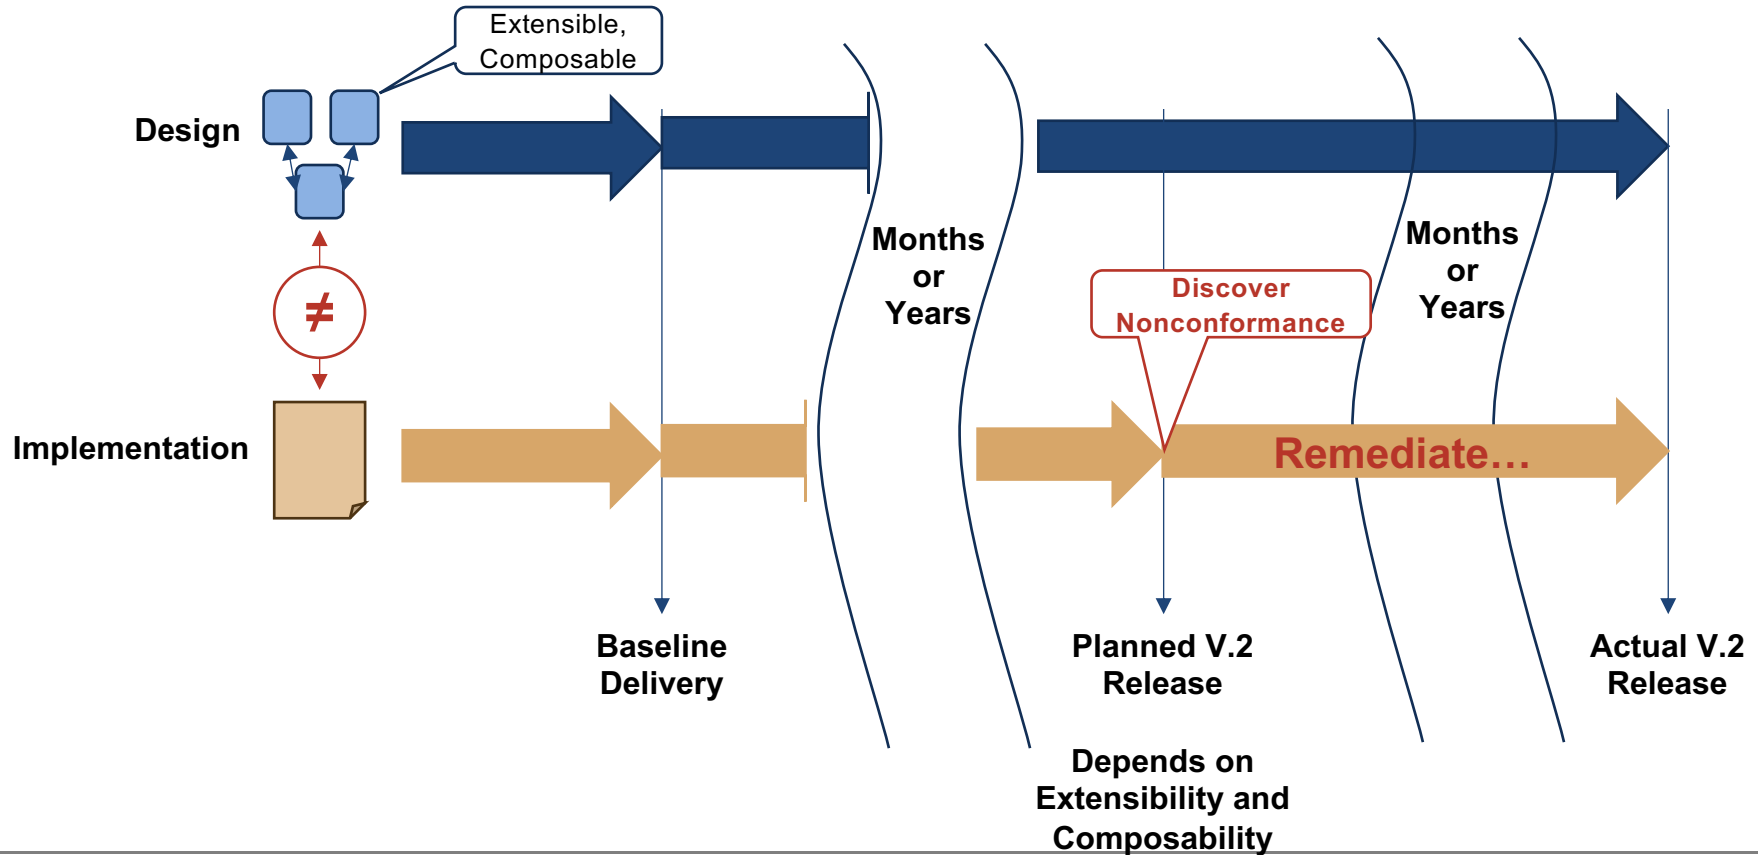 Extensible,
Composable
Design
Months
or
Years
Months
or
Years
≠
Discover
Nonconformance
Implementation
Remediate…
Baseline
Delivery
Planned V.2
Release
Actual V.2
Release
Depends on
Extensibility and
Composability